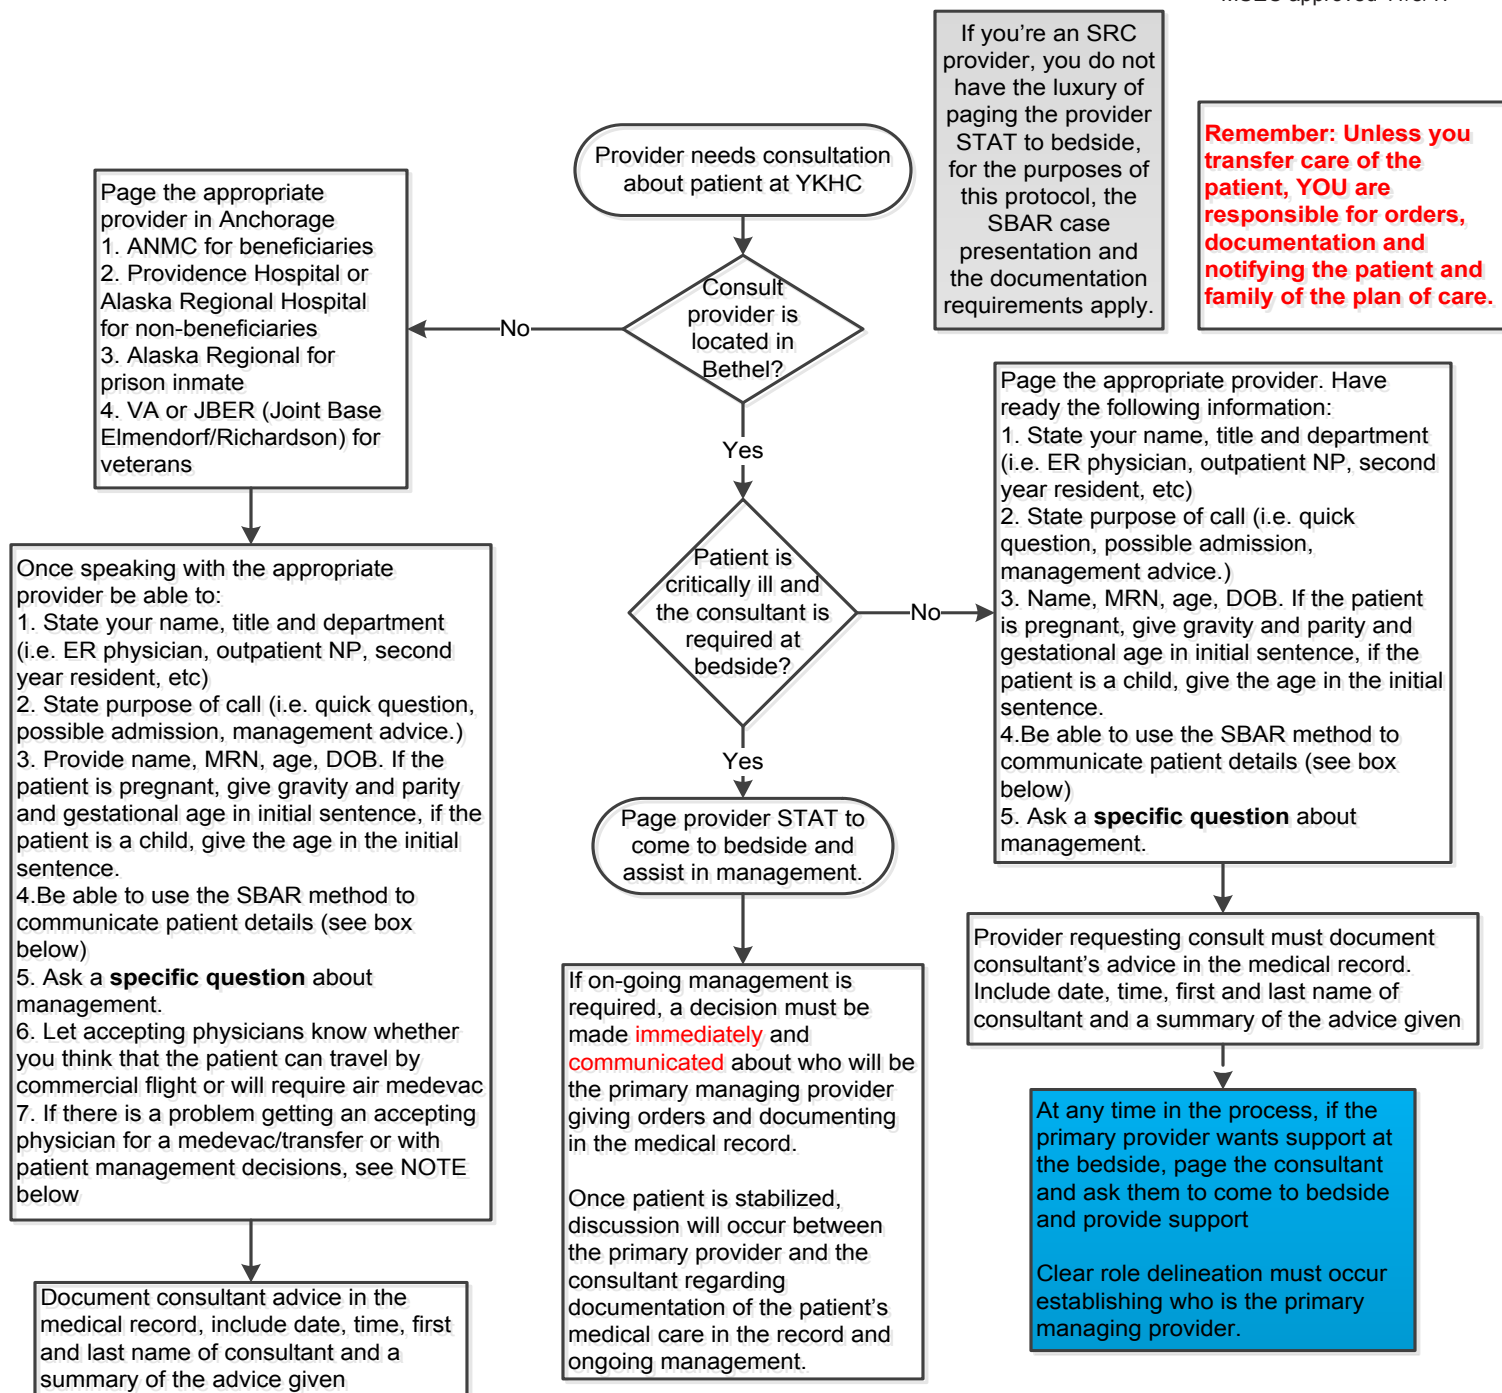 If you're an SRC
provider, you do not
have the luxury of
paging the provider
STAT to bedside,
for the purposes of
this protocol, the
SBAR case
presentation and
the documentation
requirements apply.
Remember: Unless you
transfer care of the
patient, YOU are
responsible for orders,
documentation and
notifying the patient and
family of the plan of care.
Provider needs consultation
about patient at YKHC
Consult
provider is
located in
Bethel?
No
Page the appropriate
provider in Anchorage
1. ANMC for beneficiaries
2. Providence Hospital or
Alaska Regional Hospital
for non-beneficiaries
3. Alaska Regional for
prison inmate
4. VA or JBER (Joint Base
Elmendorf/Richardson) for
veterans
Once speaking with the appropriate
provider be able to:
1. State your name, title and department
(i.e. ER physician, outpatient NP, second
year resident, etc)
2. State purpose of call (i.e. quick question,
possible admission, management advice.)
3. Provide name, MRN, age, DOB. If the
patient is pregnant, give gravity and parity
and gestational age in initial sentence, if the
patient is a child, give the age in the initial
sentence.
4.Be able to use the SBAR method to
communicate patient details (see box
below)
5. Ask a specific question about
management.
6. Let accepting physicians know whether
you think that the patient can travel by
commercial flight or will require air medevac
7. If there is a problem getting an accepting
physician for a medevac/transfer or with
patient management decisions, see NOTE
below
Document consultant advice in the
medical record, include date, time, first
and last name of consultant and a
summary of the advice given
Yes
Patient is
critically ill and
the consultant is
required at
bedside?
Yes
Page provider STAT to
come to bedside and
assist in management.
If on-going management is
required, a decision must be
made immediately and
communicated about who will be
the primary managing provider
giving orders and documenting
in the medical record.
Once patient is stabilized,
discussion will occur between
the primary provider and the
consultant regarding
documentation of the patient's
medical care in the record and
ongoing management.
No
Page the appropriate provider. Have
ready the following information:
1. State your name, title and department
(i.e. ER physician, outpatient NP, second
year resident, etc)
2. State purpose of call (i.e. quick
question, possible admission,
management advice.)
3. Name, MRN, age, DOB. If the patient
is pregnant, give gravity and parity and
gestational age in initial sentence, if the
patient is a child, give the age in the initial
sentence.
4.Be able to use the SBAR method to
communicate patient details (see box
below)
5. Ask a specific question about
management.
Provider requesting consult must document
consultant's advice in the medical record.
Include date, time, first and last name of
consultant and a summary of the advice given
At any time in the process, if the
primary provider wants support at
the bedside, page the consultant
and ask them to come to bedside
and provide support
Clear role delineation must occur
establishing who is the primary
managing provider.